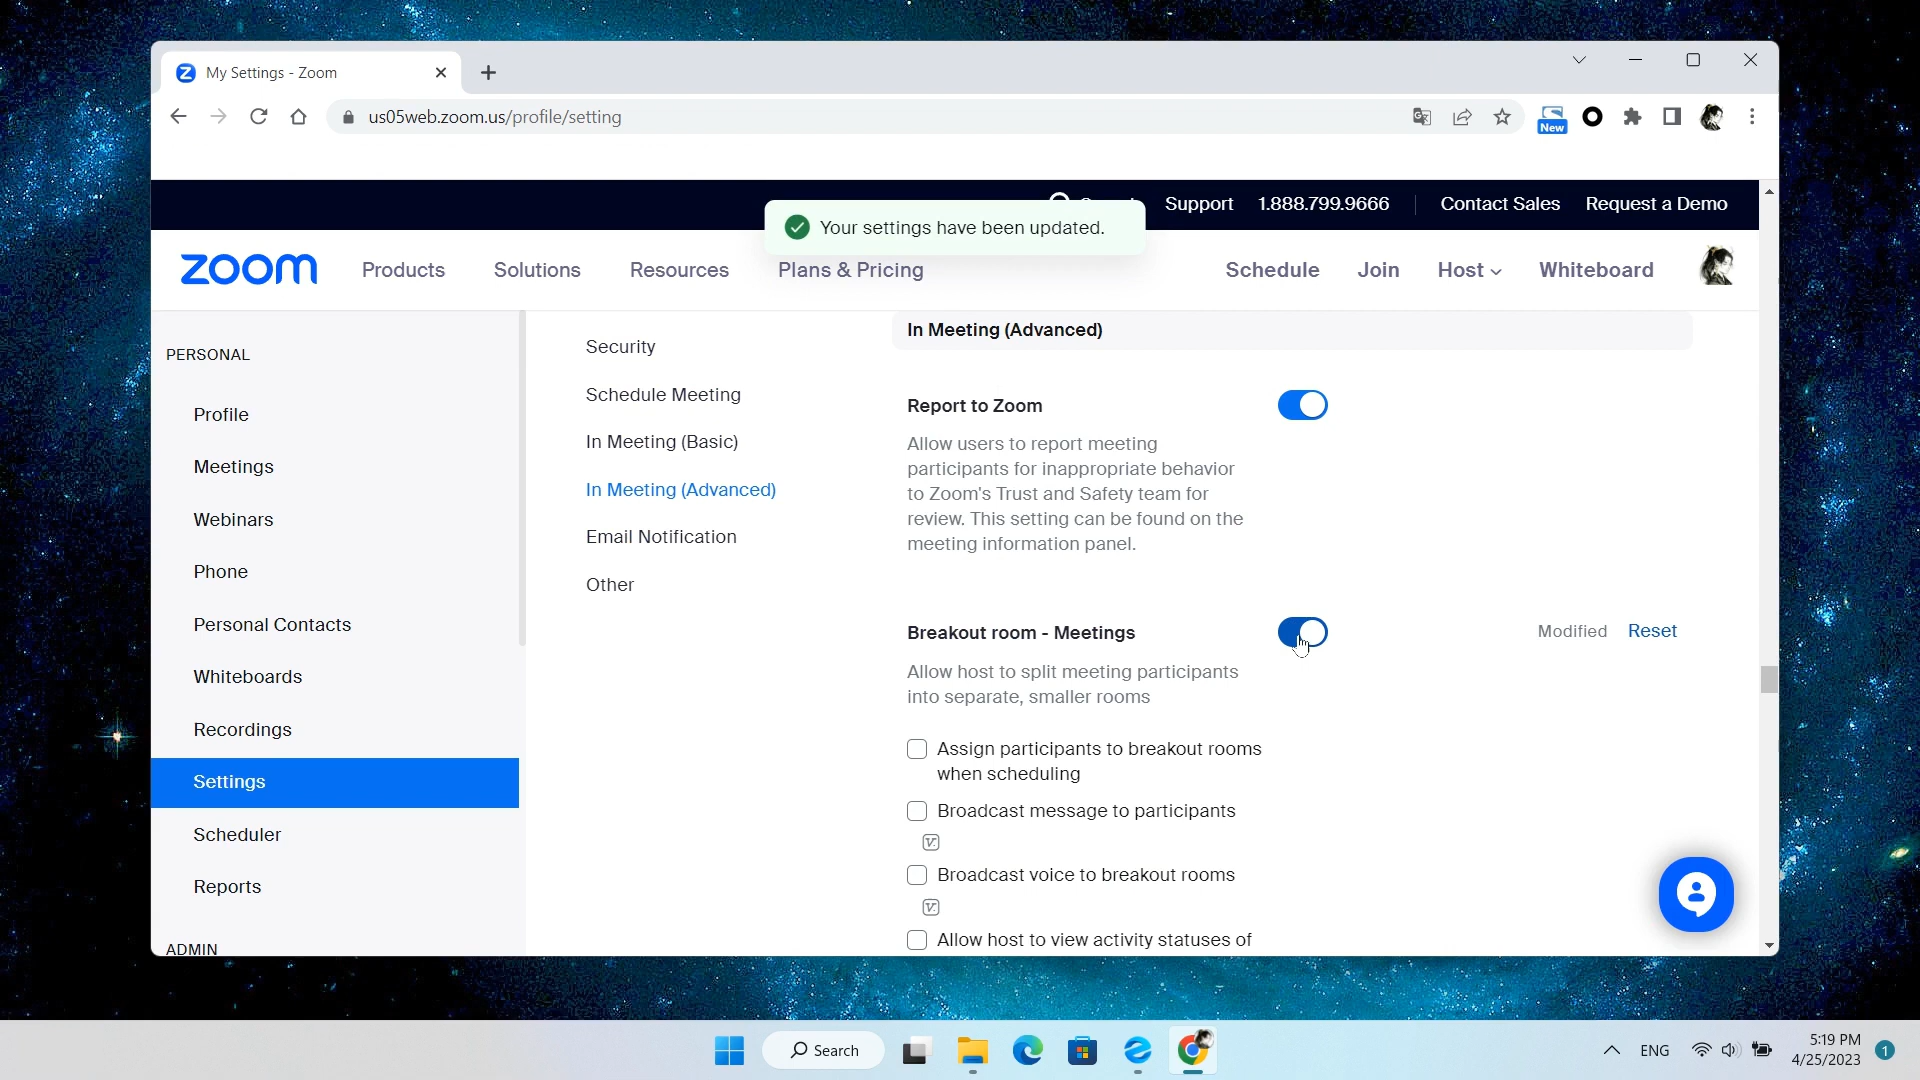 My Settings - Zoom
us05web.zoom.us/profile/setting
New
Support 1.888.799.9666 Contact Sales Request a Demo
Your settings have been updated.
zoom Products Solutions Resources Plans & Pricing Schedule Join Host Whiteboard
PERSONAL
Profile
Meetings
Webinars
Phone
Personal Contacts
Whiteboards
Recordings
Settings
Scheduler
Reports
ADMIN
Security
Schedule Meeting
In Meeting (Basic)
In Meeting (Advanced)
Email Notification
Other
In Meeting (Advanced)
Report to Zoom
Allow users to report meeting
participants for inappropriate behavior
to Zoom's Trust and Safety team for
review. This setting can be found on the
meeting information panel.
Breakout room - Meetings
Modified Reset
Allow host to split meeting participants
into separate, smaller rooms
Assign participants to breakout rooms
when scheduling
Broadcast message to participants
Broadcast voice to breakout rooms
Allow host to view activity statuses of
Search
ENG
5:19 PM
4/25/2023
1